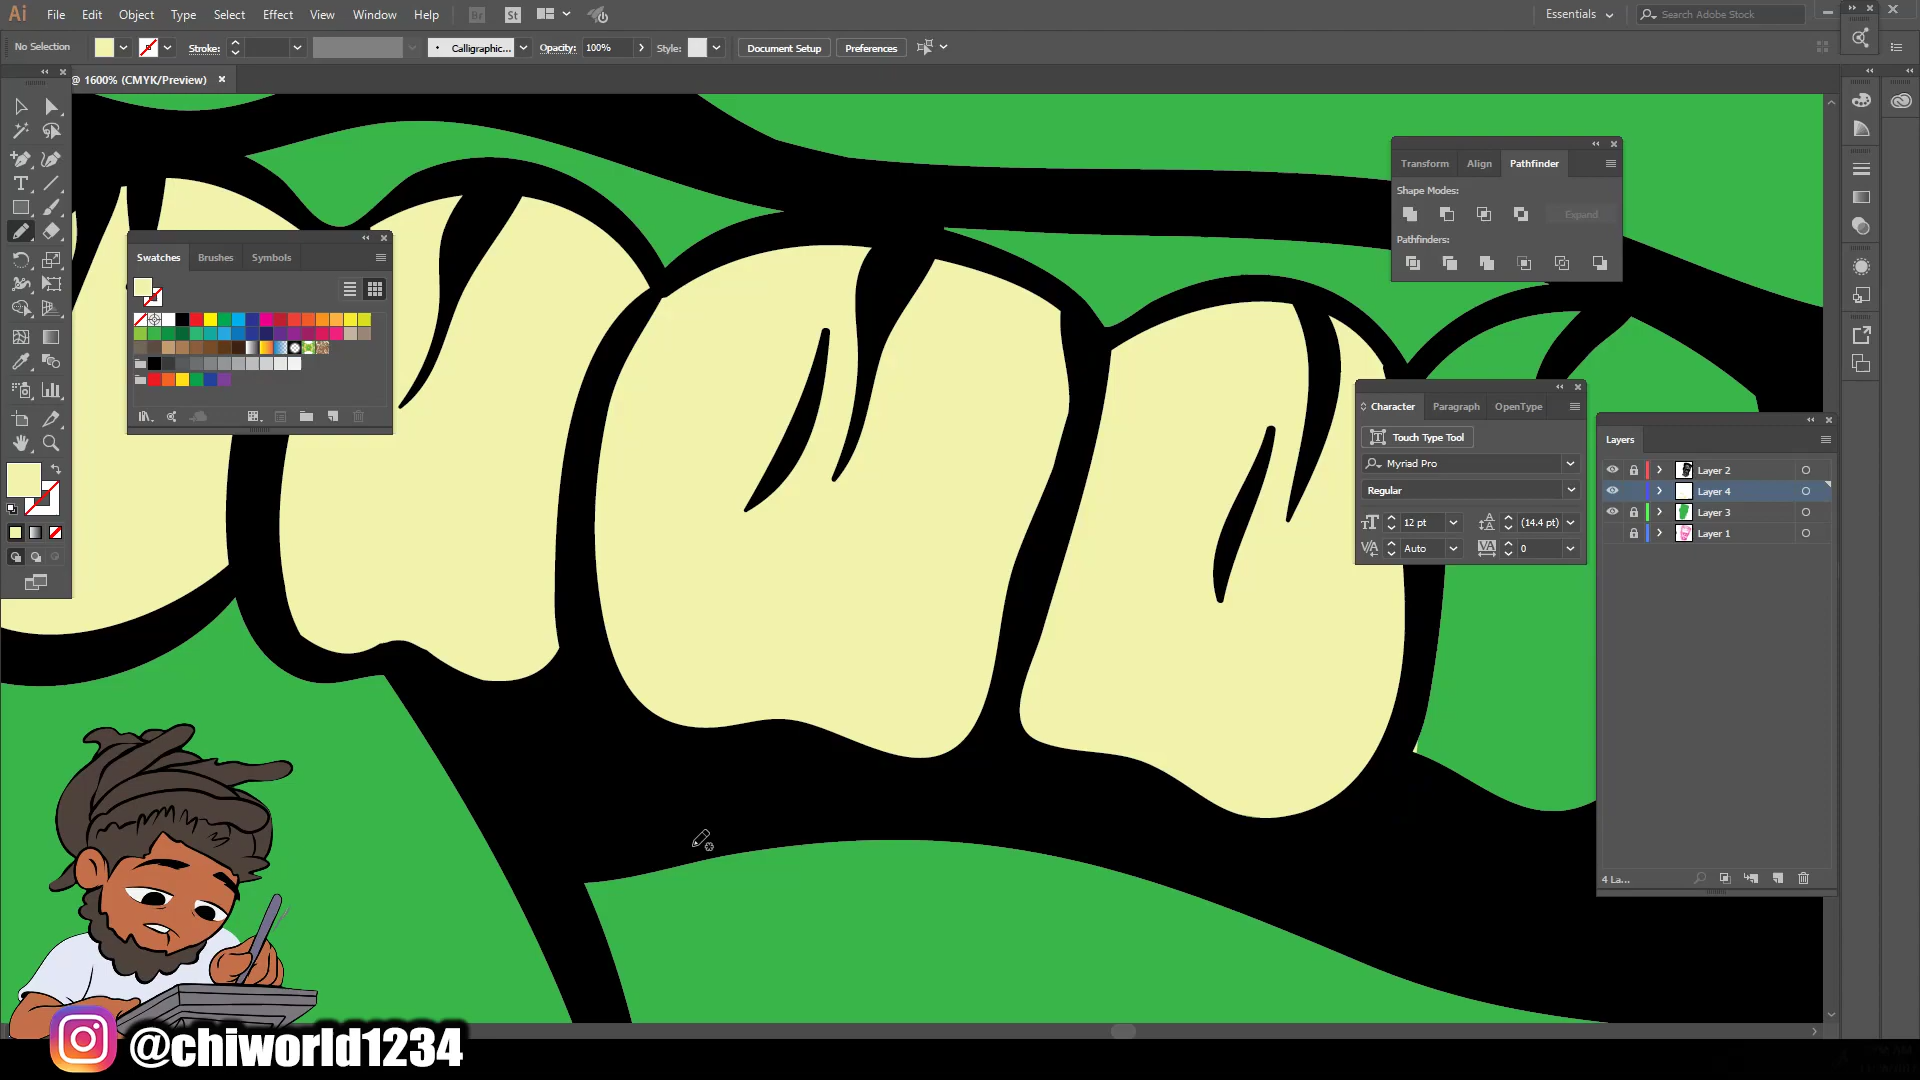 Ai File Edit Object Type Select Effect View Window Help Br St Essentials Search Adobe Stock
No Selection Stroke: Calligraphic... Opacity: 100% Style: Document Setup Preferences
@ 1600% (CMYK/Preview)
Transform Align Pathfinder
Shape Modes:
Expand
Pathfinders:
Swatches Brushes Symbols
Character Paragraph OpenType
Touch Type Tool
Myriad Pro
Regular
12 pt (14.4 pt)
Auto 0
Layers
Layer 2
Layer 4
Layer 3
Layer 1
4 La...
@chiworld1234